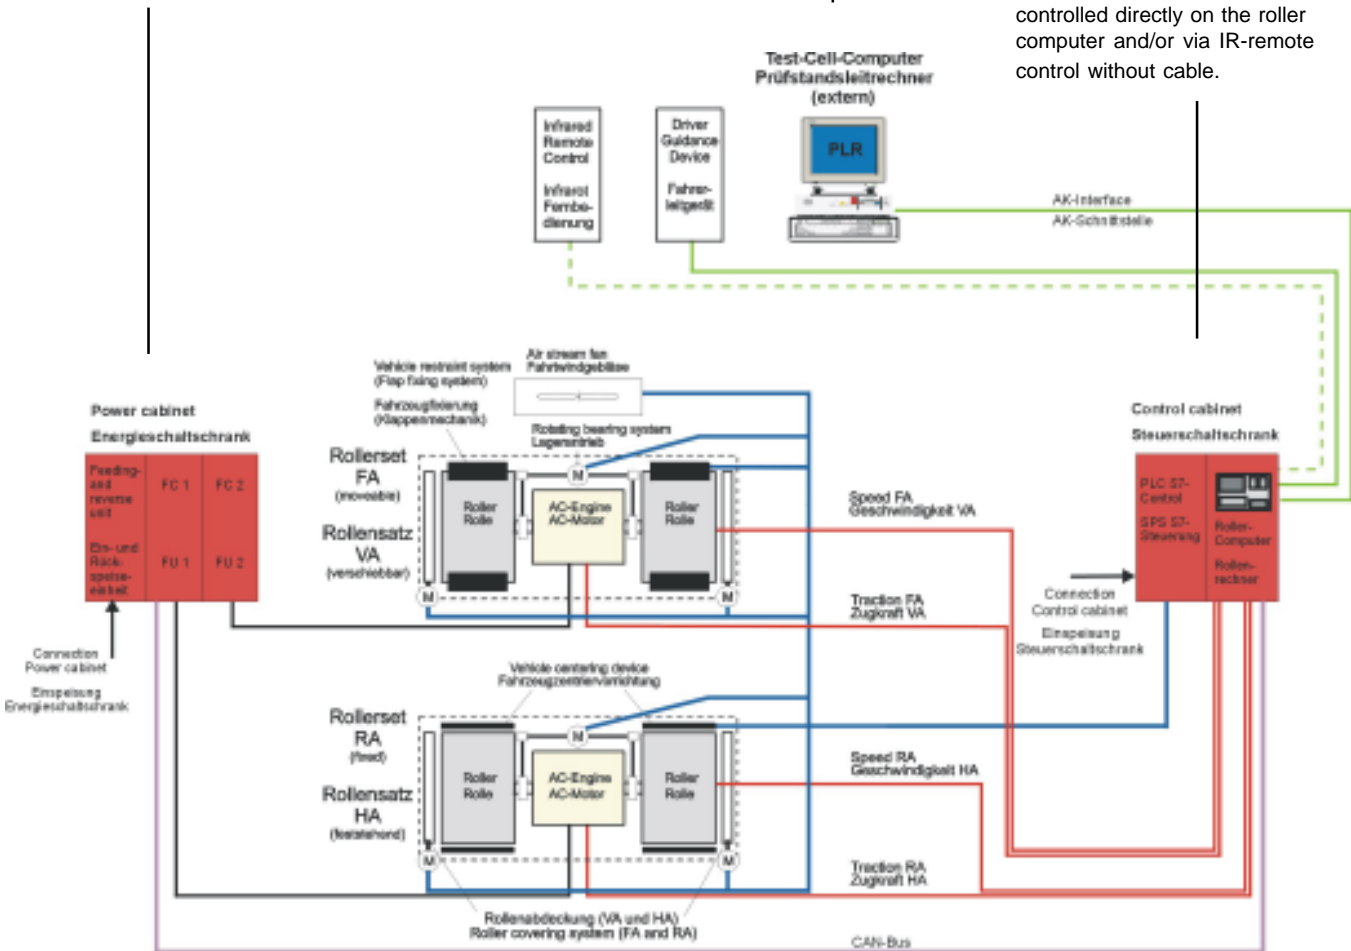 controlled directly on the roller
computer and/or via IR-remote
control without cable.
Test-Cell-Computer
Prüfstandsleitrechner
(extern)
Infrared
Remote
Control
Infrarot
Fernbe-
dienung
Driver
Guidance
Device
Fahrer-
leitgerät
PLR
AK-Interface
AK-Schnittstelle
Air stream fan
Fahrtwindgebläse
Vehicle restraint system
(Flap fixing system)
Fahrzeugfixierung
(Klappenmechanik)
Rotating bearing system
Lagerantrieb
Power cabinet
Energieschaltschrank
Feeding-
and
reverse
unit
Ein- und
Rück-
speise-
einheit
FC 1
FU 1
FC 2
FU 2
Connection
Power cabinet
Einspeisung
Energieschaltschrank
Rollerset
FA
(moveable)
Rollensatz
VA
(verschiebbar)
M
Roller
Rolle
AC-Engine
AC-Motor
Roller
Rolle
M
M
Speed FA
Geschwindigkeit VA
Traction FA
Zugkraft VA
Control cabinet
Steuerschaltschrank
PLC S7-
Control
SPS S7-
Steuerung
Roller-
Computer
Rollen-
rechner
Connection
Control cabinet
Einspeisung
Steuerschaltschrank
Vehicle centering device
Fahrzeugzentriervorrichtung
Rollerset
RA
(fixed)
Rollensatz
HA
(feststehend)
M
Roller
Rolle
AC-Engine
AC-Motor
Roller
Rolle
M
M
Speed RA
Geschwindigkeit HA
Traction RA
Zugkraft HA
Rollenabdeckung (VA und HA)
Roller covering system (FA and RA)
CAN-Bus